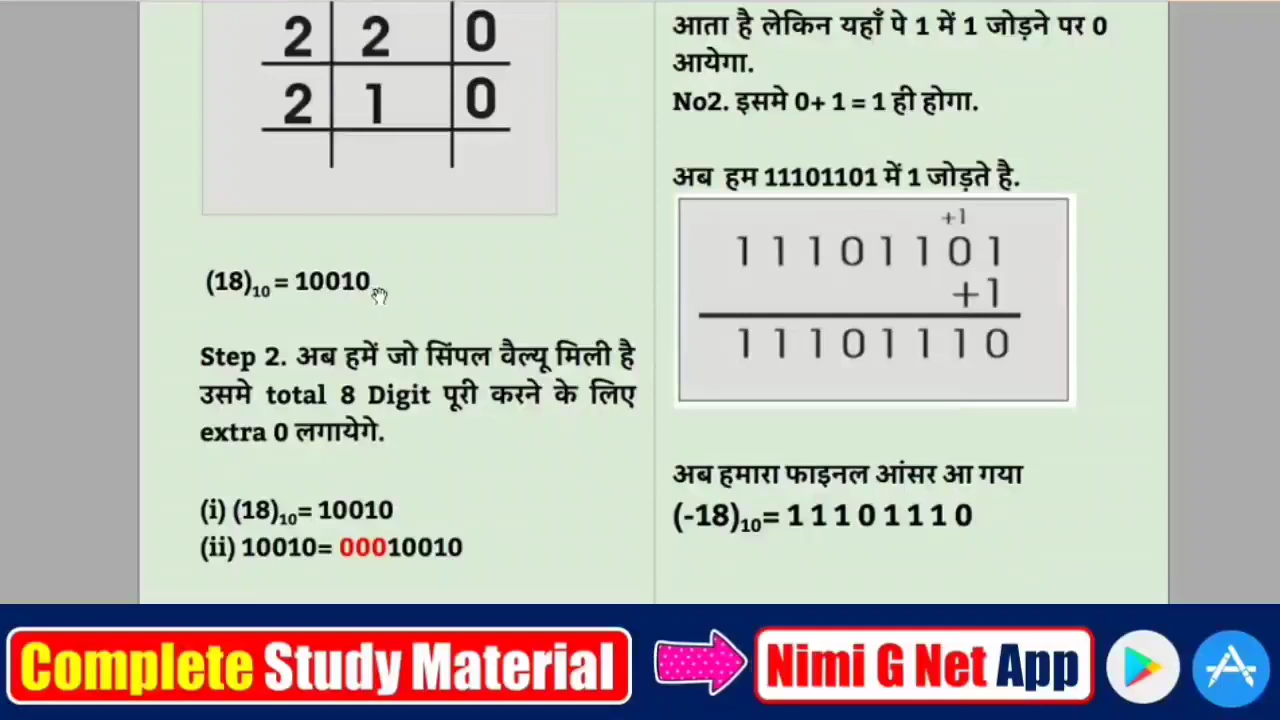 2 2 0
2 1 0
(18)10 = 10010
Step 2. अब हमें जो सिंपल वैल्यू मिली है
उसमे total 8 Digit पूरी करने के लिए
extra 0 लगायेगे.
(i) (18)10= 10010
(ii) 10010= 00010010
आता है लेकिन यहाँ पे 1 में 1 जोड़ने पर 0
आयेगा.
No2. इसमे 0+ 1 = 1 ही होगा.
अब हम 11101101 में 1 जोड़ते है.
+1
1 1 1 0 1 1 0 1
+1
1 1 1 0 1 1 1 0
अब हमारा फाइनल आंसर आ गया
(-18)10= 1 1 1 0 1 1 1 0
Complete Study Material Nimi G Net App